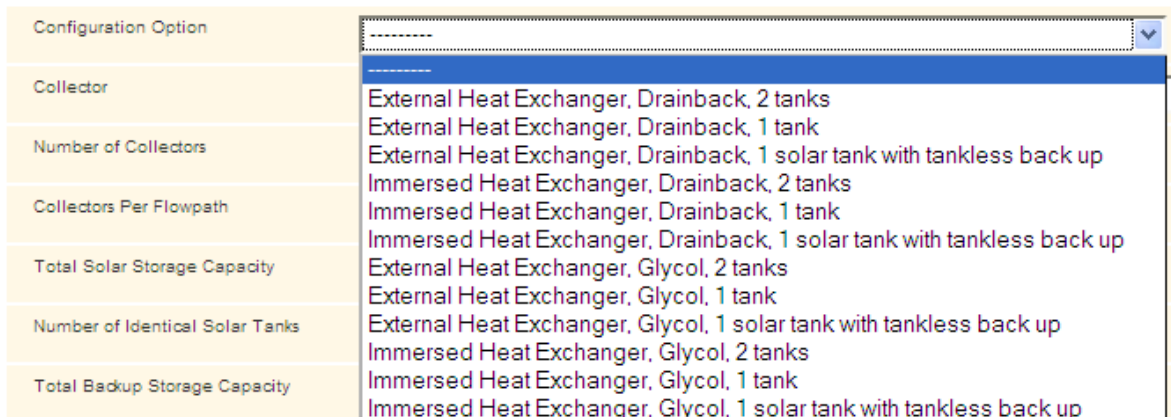 Configuration Option
---------
---------
Collector
External Heat Exchanger, Drainback, 2 tanks
External Heat Exchanger, Drainback, 1 tank
Number of Collectors
External Heat Exchanger, Drainback, 1 solar tank with tankless back up
Immersed Heat Exchanger, Drainback, 2 tanks
Collectors Per Flowpath
Immersed Heat Exchanger, Drainback, 1 tank
Immersed Heat Exchanger, Drainback, 1 solar tank with tankless back up
Total Solar Storage Capacity
External Heat Exchanger, Glycol, 2 tanks
External Heat Exchanger, Glycol, 1 tank
Number of Identical Solar Tanks
External Heat Exchanger, Glycol, 1 solar tank with tankless back up
Immersed Heat Exchanger, Glycol, 2 tanks
Total Backup Storage Capacity
Immersed Heat Exchanger, Glycol, 1 tank
Immersed Heat Exchanger, Glycol, 1 solar tank with tankless back up